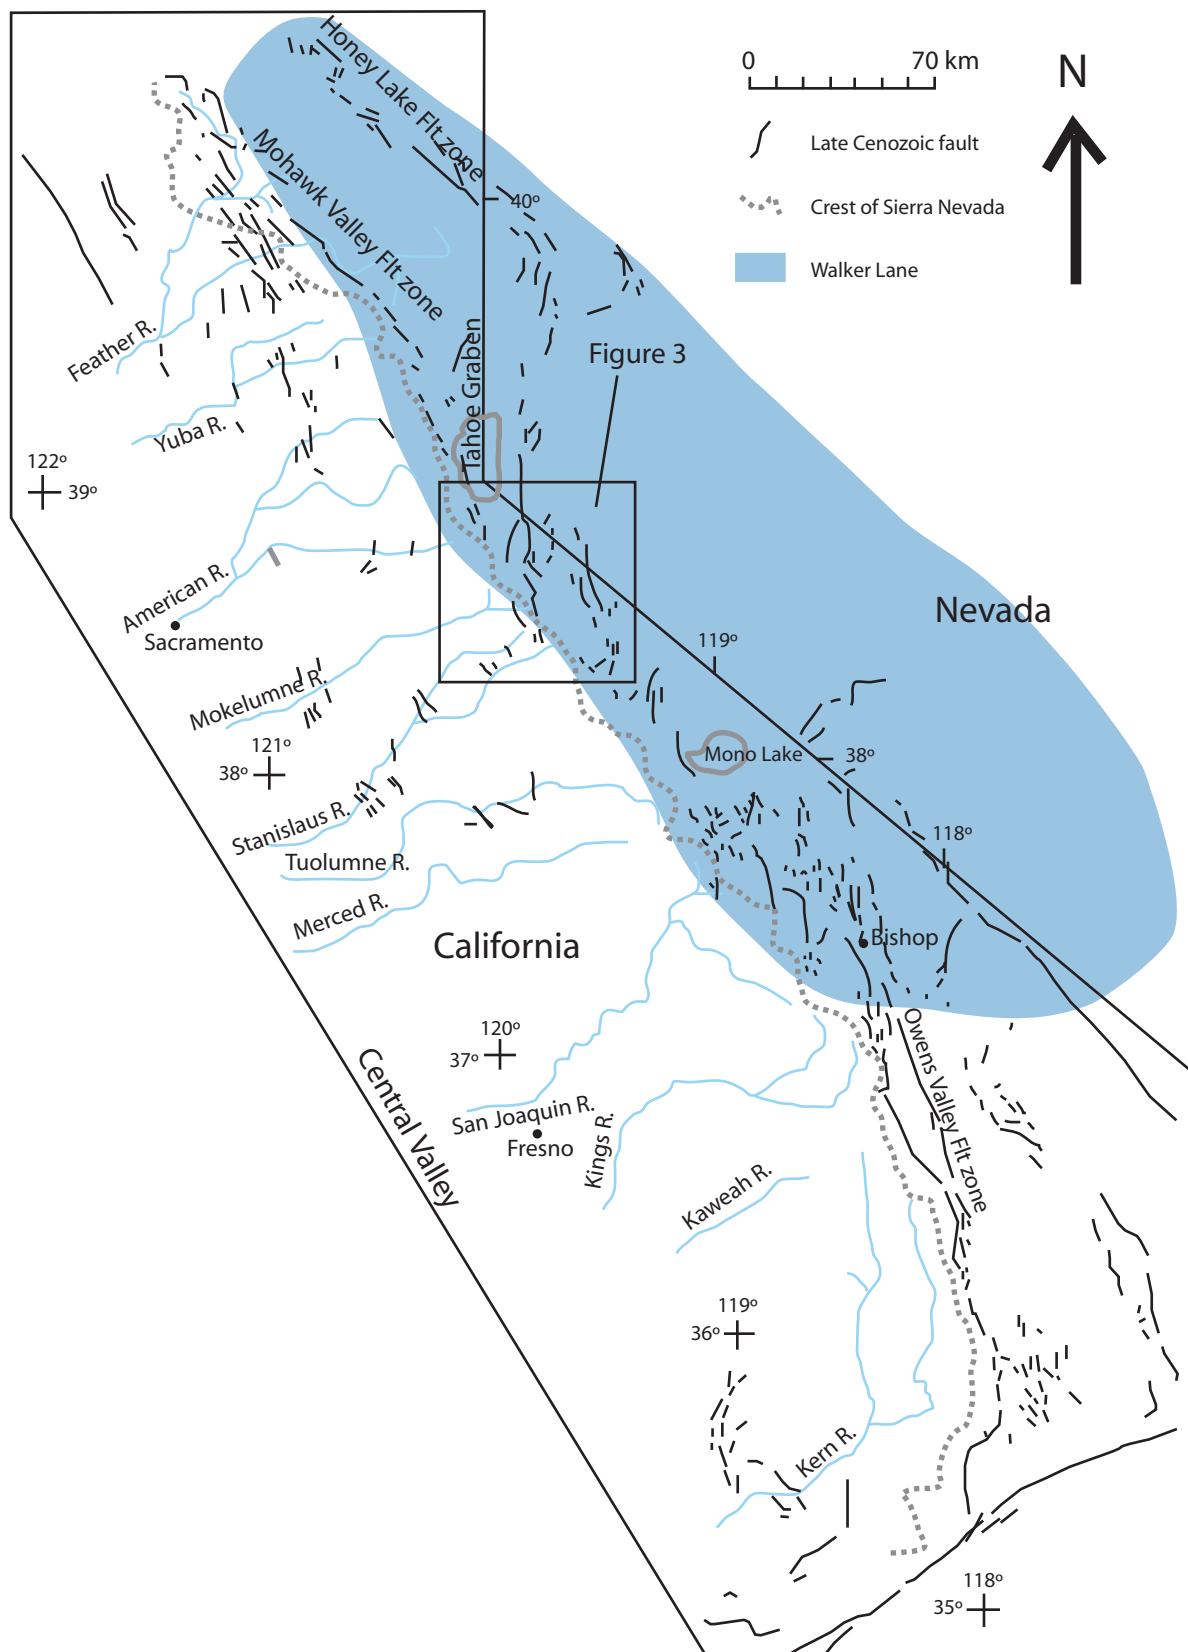 Honey Lake Flt zone
0 70 km
N
Late Cenozoic fault
Mohawk Valley Flt zone
40º
Crest of Sierra Nevada
Walker Lane
Feather R.
Tahoe Graben
Figure 3
Yuba R.
122º
39º
American R.
Sacramento
Nevada
119º
Mokelumne R.
121º
38º
Mono Lake
38º
Stanislaus R.
118º
Tuolumne R.
Merced R.
California
Bishop
120º
37º
Owens Valley Flt zone
Central Valley
San Joaquin R.
Fresno
Kings R.
Kaweah R.
119º
36º
Kern R.
118º
35º